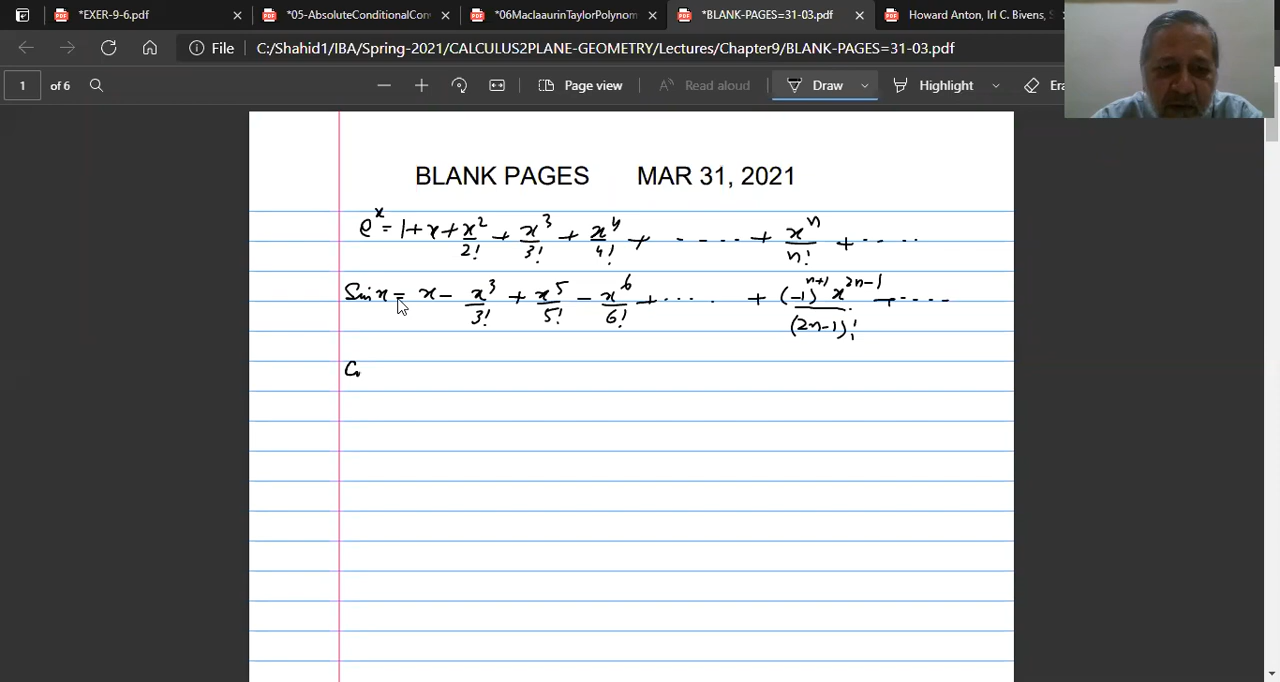 *EXER-9-6.pdf
*05-AbsoluteConditionalCon
*06MaclaaurinTaylorPolynom
*BLANK-PAGES=31-03.pdf
Howard Anton, Irl C. Bivens, S
File C:/Shahid1/IBA/Spring-2021/CALCULUS2PLANE-GEOMETRY/Lectures/Chapter9/BLANK-PAGES=31-03.pdf
1 of 6 Page view Read aloud Draw Highlight Era
BLANK PAGES MAR 31, 2021
e^x = 1 + x + x^2/2! + x^3/3! + x^4/4! + ...... + x^n/n! + .....
Sin x = x - x^3/3! + x^5/5! - x^6/6! + ..... + (-1)^(n+1) x^(2n-1)/(2n-1)! + ....